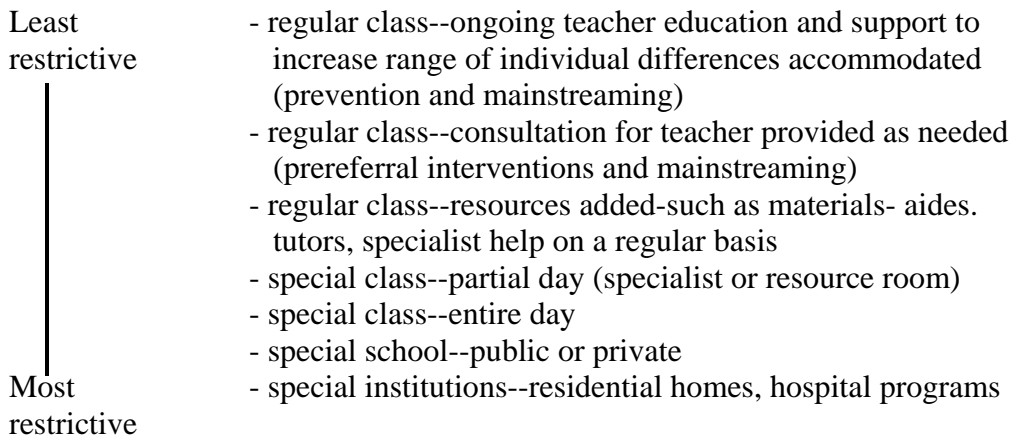 Least - regular class--ongoing teacher education and support to
restrictive increase range of individual differences accommodated
(prevention and mainstreaming)
- regular class--consultation for teacher provided as needed
(prereferral interventions and mainstreaming)
- regular class--resources added-such as materials- aides.
tutors, specialist help on a regular basis
- special class--partial day (specialist or resource room)
- special class--entire day
- special school--public or private
Most - special institutions--residential homes, hospital programs
restrictive